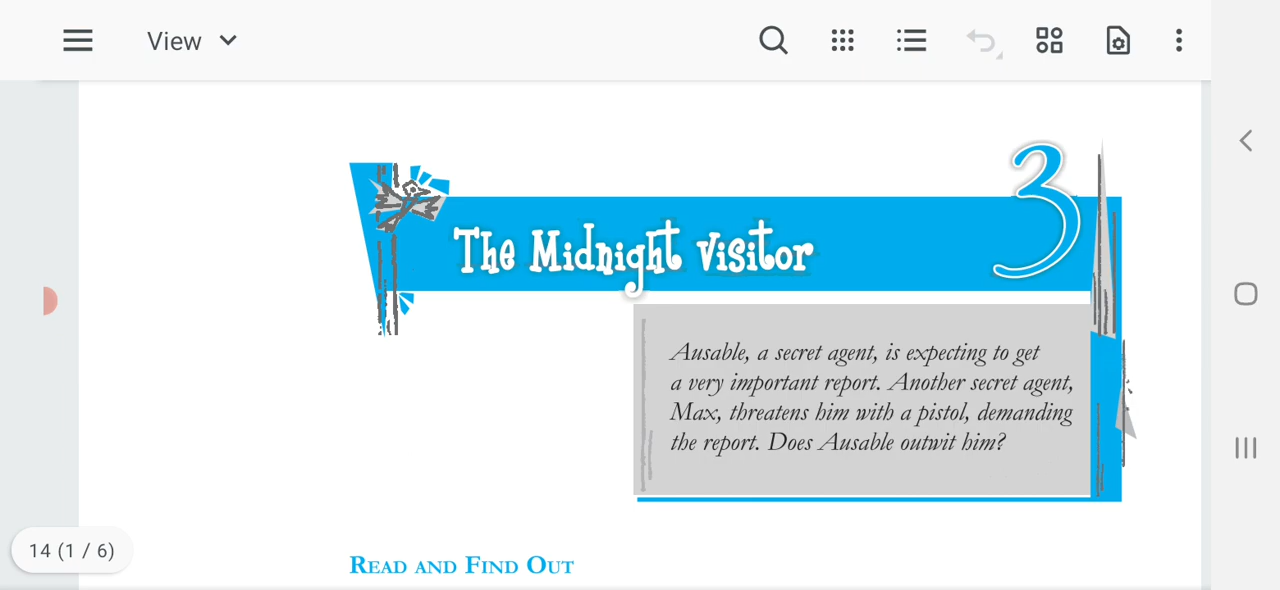 View
3
The Midnight Visitor
Ausable, a secret agent, is expecting to get
a very important report. Another secret agent,
Max, threatens him with a pistol, demanding
the report. Does Ausable outwit him?
14 (1 / 6)
READ AND FIND OUT